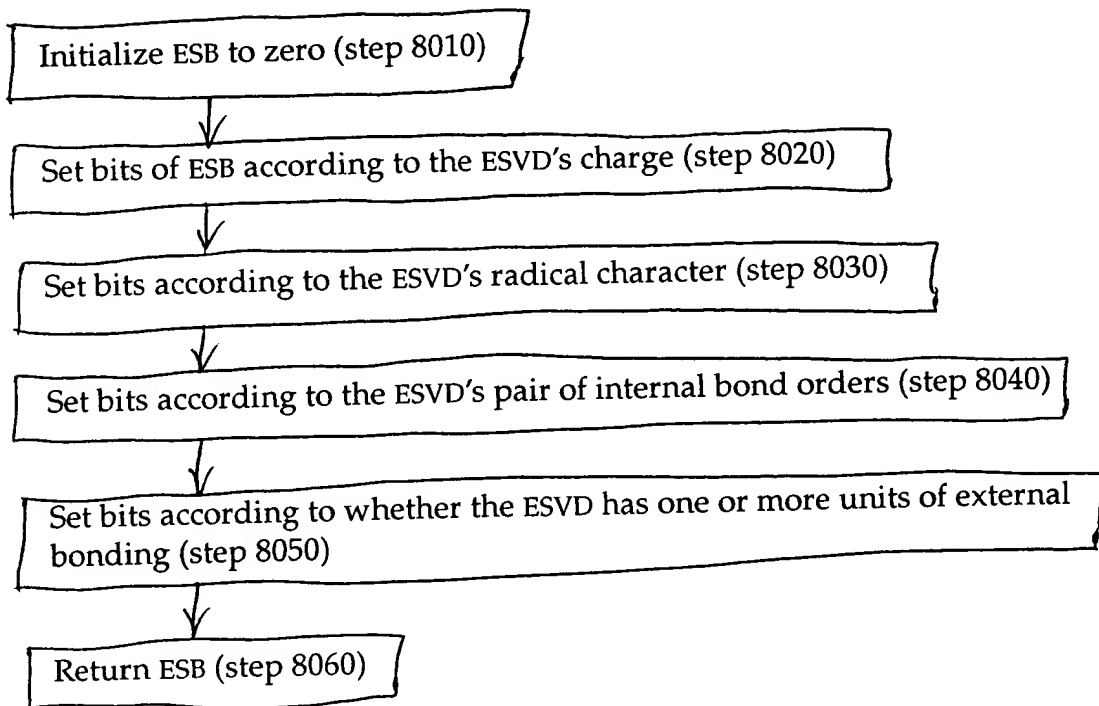 Initialize ESB to zero (step 8010)
Set bits of ESB according to the ESVD's charge (step 8020)
Set bits according to the ESVD's radical character (step 8030)
Set bits according to the ESVD's pair of internal bond orders (step 8040)
Set bits according to whether the ESVD has one or more units of external
bonding (step 8050)
Return ESB (step 8060)